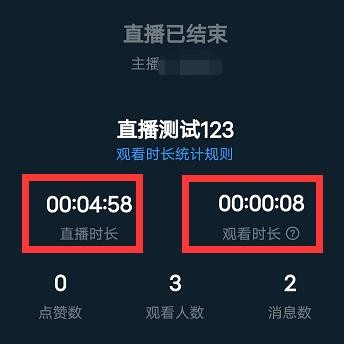 直播已结束
主播
直播测试123
观看时长统计规则
00:04:58 00:00:08
直播时长 观看时长 ?
0 3 2
点赞数 观看人数 消息数